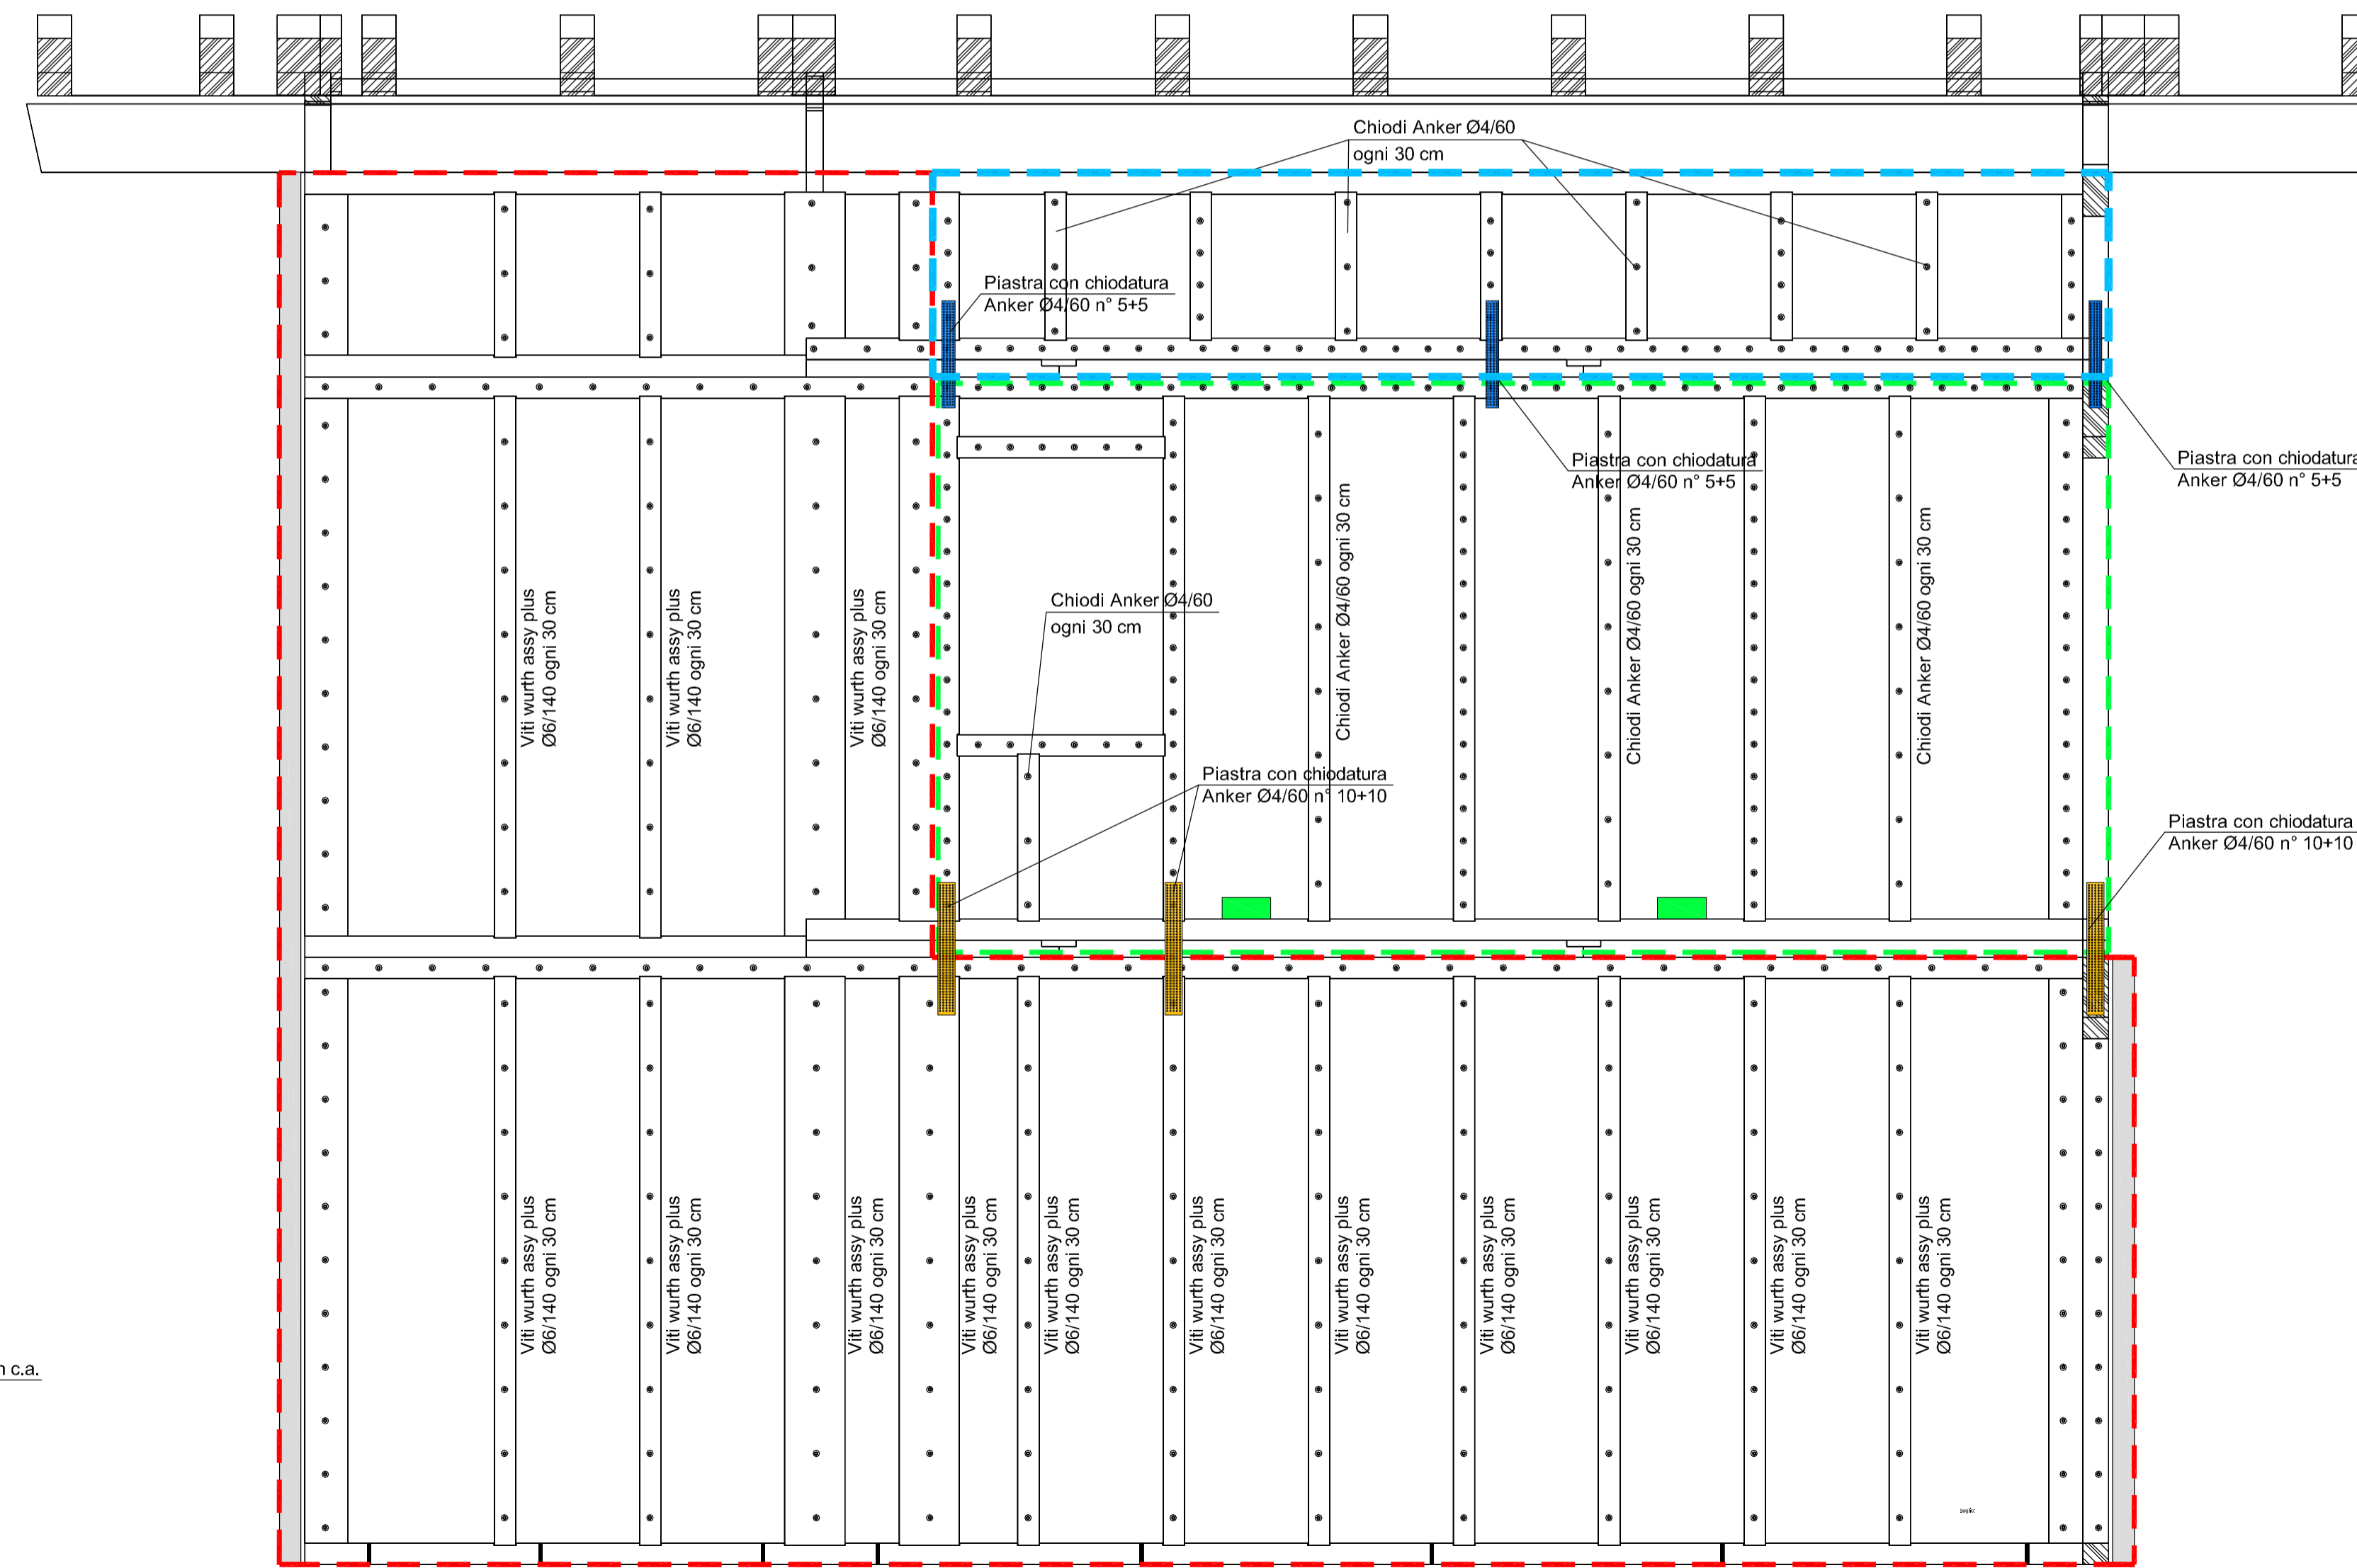 Chiodi Anker Ø4/60
ogni 30 cm
Piastra con chiodatura
Anker Ø4/60 n° 5+5
Piastra con chiodatura
Anker Ø4/60 n° 5+5
Piastra con chiodatura
Anker Ø4/60 n° 5+5
Viti wurth assy plus
Ø6/140 ogni 30 cm
Viti wurth assy plus
Ø6/140 ogni 30 cm
Viti wurth assy plus
Ø6/140 ogni 30 cm
Chiodi Anker Ø4/60
ogni 30 cm
Chiodi Anker Ø4/60 ogni 30 cm
Chiodi Anker Ø4/60 ogni 30 cm
Chiodi Anker Ø4/60 ogni 30 cm
Piastra con chiodatura
Anker Ø4/60 n° 10+10
Piastra con chiodatura
Anker Ø4/60 n° 10+10
Viti wurth assy plus
Ø6/140 ogni 30 cm
Viti wurth assy plus
Ø6/140 ogni 30 cm
Viti wurth assy plus
Ø6/140 ogni 30 cm
Viti wurth assy plus
Ø6/140 ogni 30 cm
Viti wurth assy plus
Ø6/140 ogni 30 cm
Viti wurth assy plus
Ø6/140 ogni 30 cm
Viti wurth assy plus
Ø6/140 ogni 30 cm
Viti wurth assy plus
Ø6/140 ogni 30 cm
Viti wurth assy plus
Ø6/140 ogni 30 cm
Viti wurth assy plus
Ø6/140 ogni 30 cm
Viti wurth assy plus
Ø6/140 ogni 30 cm
c.a.